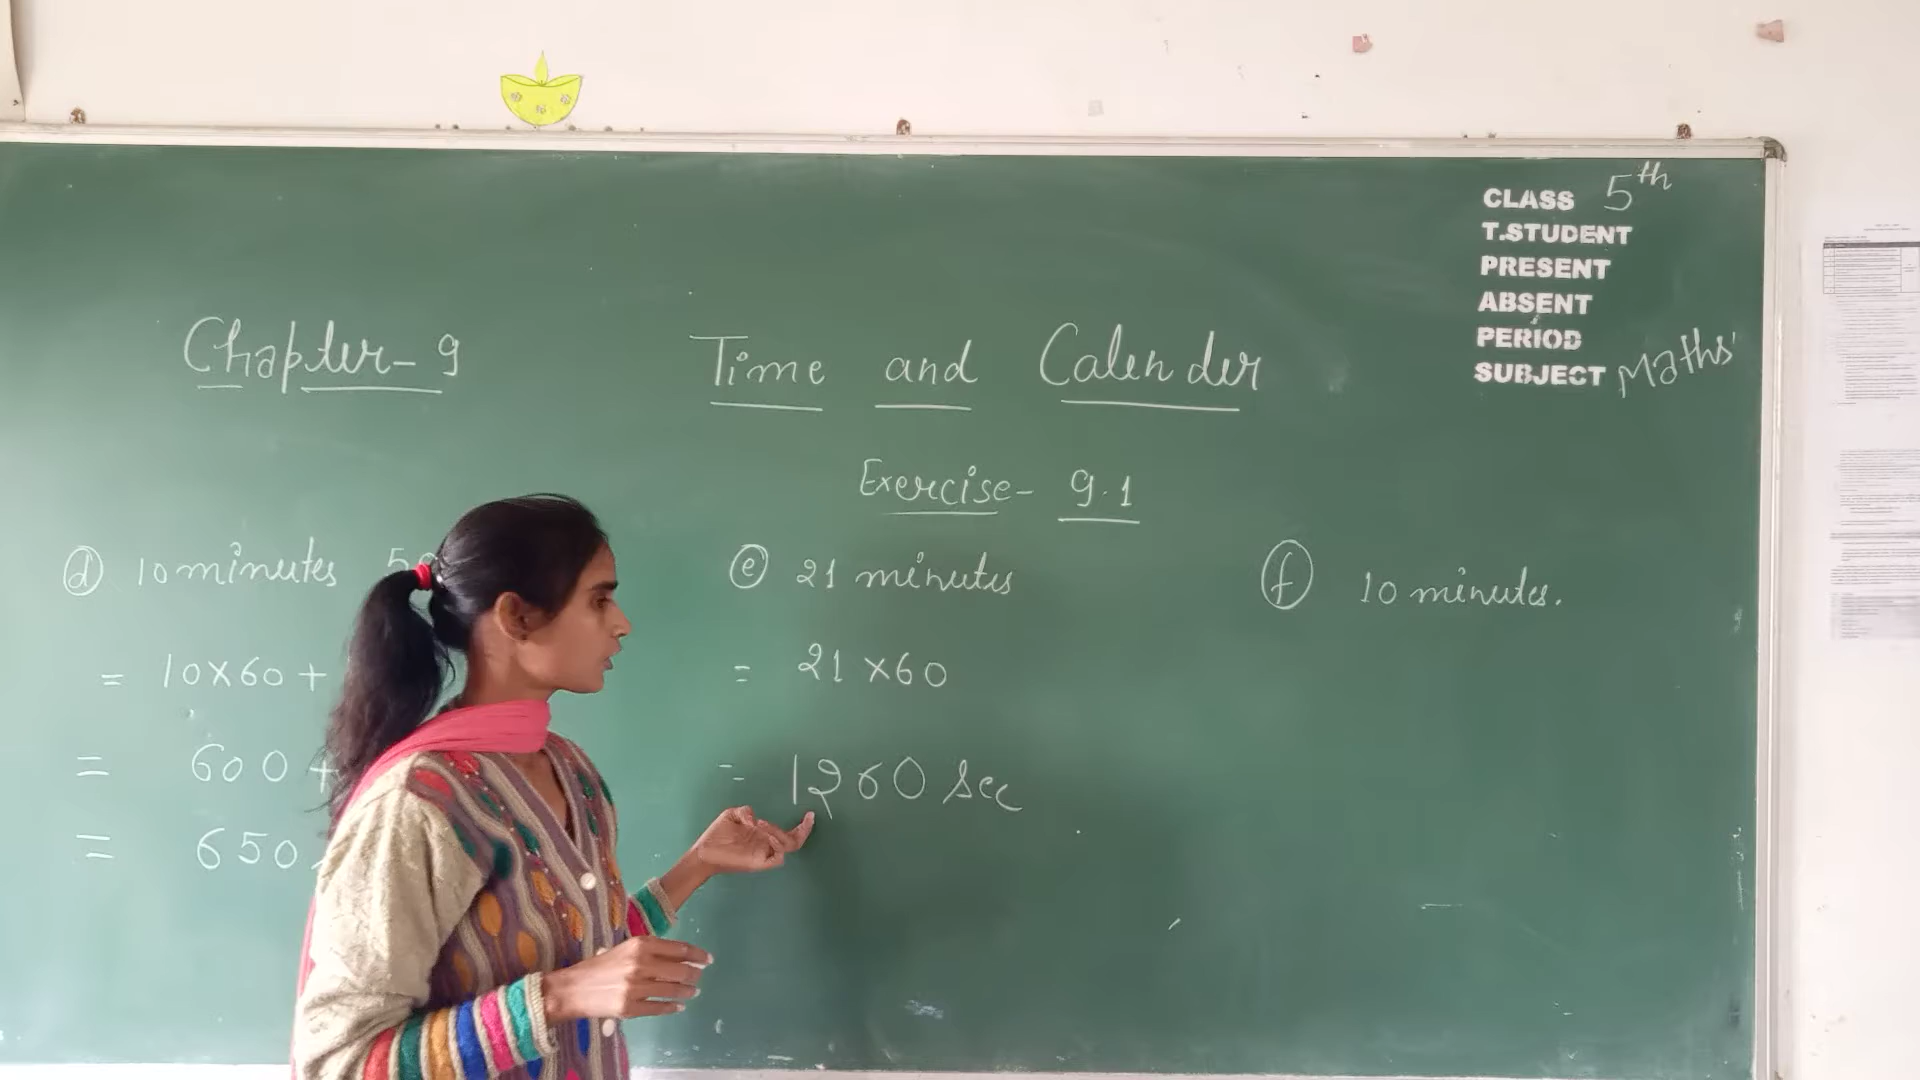 CLASS 5th
T.STUDENT
PRESENT
ABSENT
PERIOD
SUBJECT Maths
Chapter-9 Time and Calender
Exercise- 9.1
(d) 10 minutes 50
= 10×60+
= 600+
= 650
(e) 21 minutes
= 21×60
= 1260 sec
(f) 10 minutes.